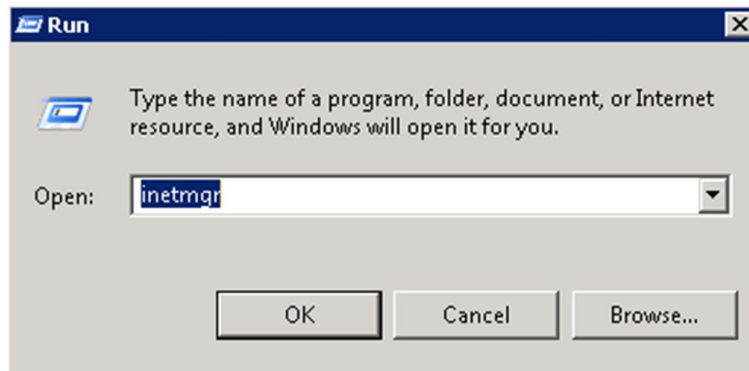 Run
Type the name of a program, folder, document, or Internet
resource, and Windows will open it for you.
Open: inetmgr
OK Cancel Browse...